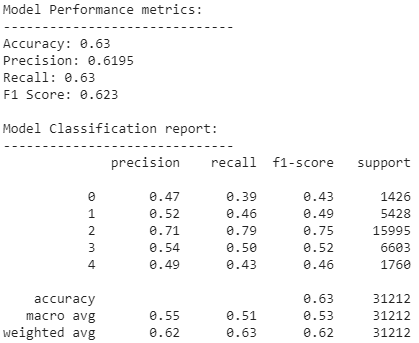 Model Performance metrics:
------------------------------
Accuracy: 0.63
Precision: 0.6195
Recall: 0.63
F1 Score: 0.623

Model Classification report:
------------------------------
              precision    recall  f1-score   support

           0       0.47      0.39      0.43      1426
           1       0.52      0.46      0.49      5428
           2       0.71      0.79      0.75     15995
           3       0.54      0.50      0.52      6603
           4       0.49      0.43      0.46      1760

    accuracy                           0.63     31212
   macro avg       0.55      0.51      0.53     31212
weighted avg       0.62      0.63      0.62     31212